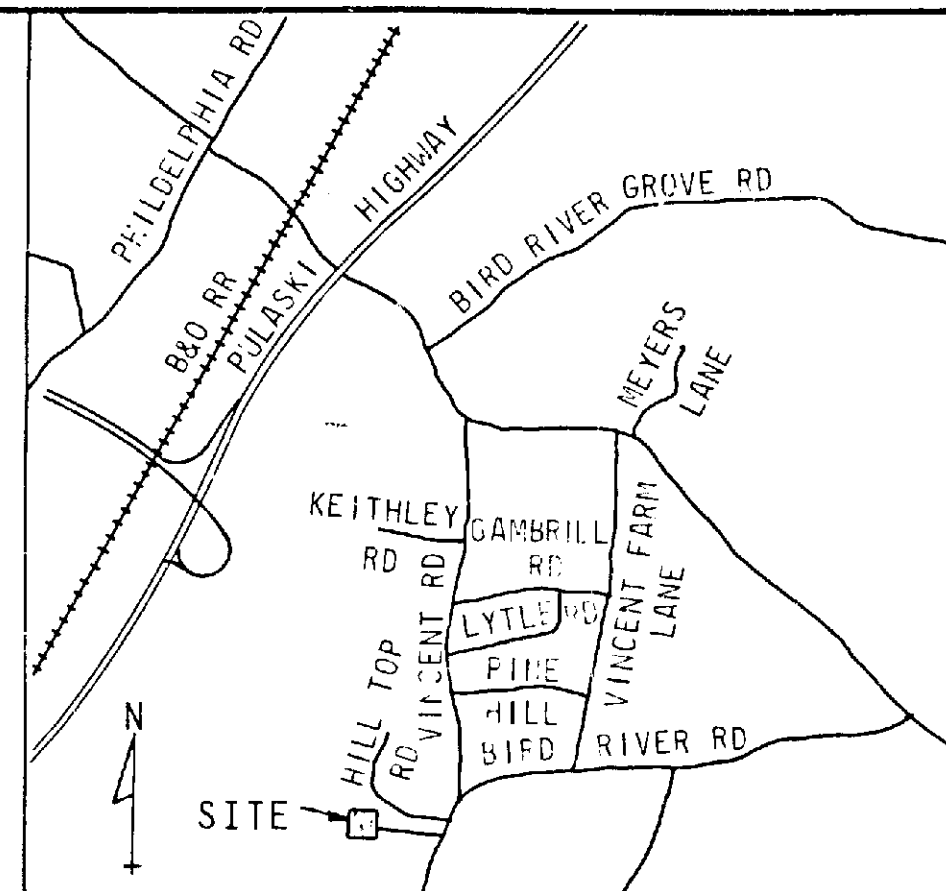 PHILDELPHIA RD
B&O RR
PULASKI HIGHWAY
BIRD RIVER GROVE RD
MEYERS
LANE
KEITHLEY
RD
GAMBRILL
RD
VINCENT RD
LYTLE RD
VINCENT FARM
LANE
PINE
HILL
HILL TOP
RD
BIRD RIVER RD
N
SITE